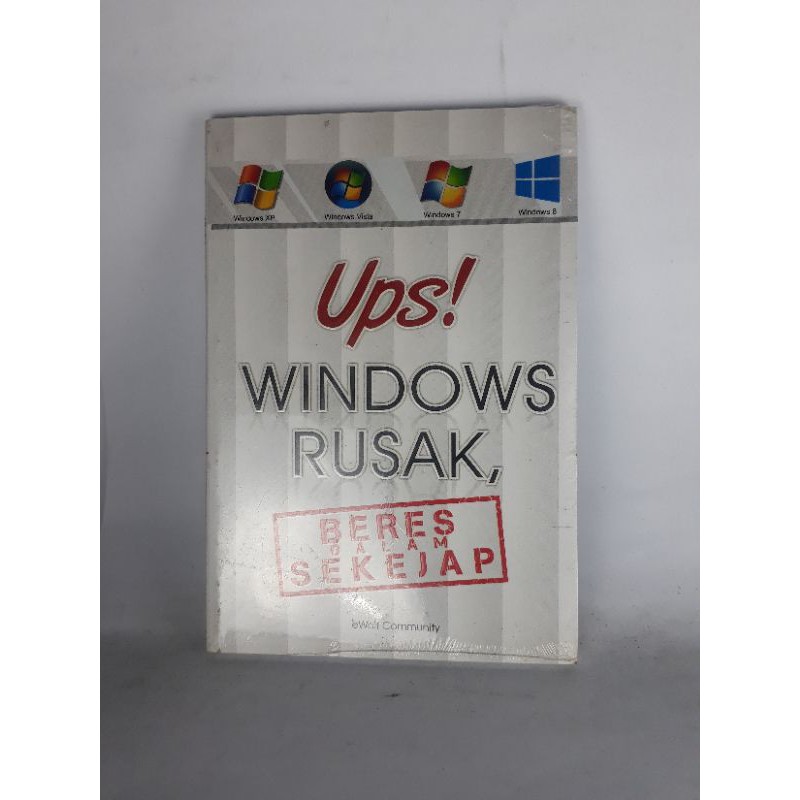 Windows XP
Windows Vista
Windows 7
Windows 8
Ups!
WINDOWS
RUSAK,
BERES
DALAM
SEKEJAP
eWolf Community